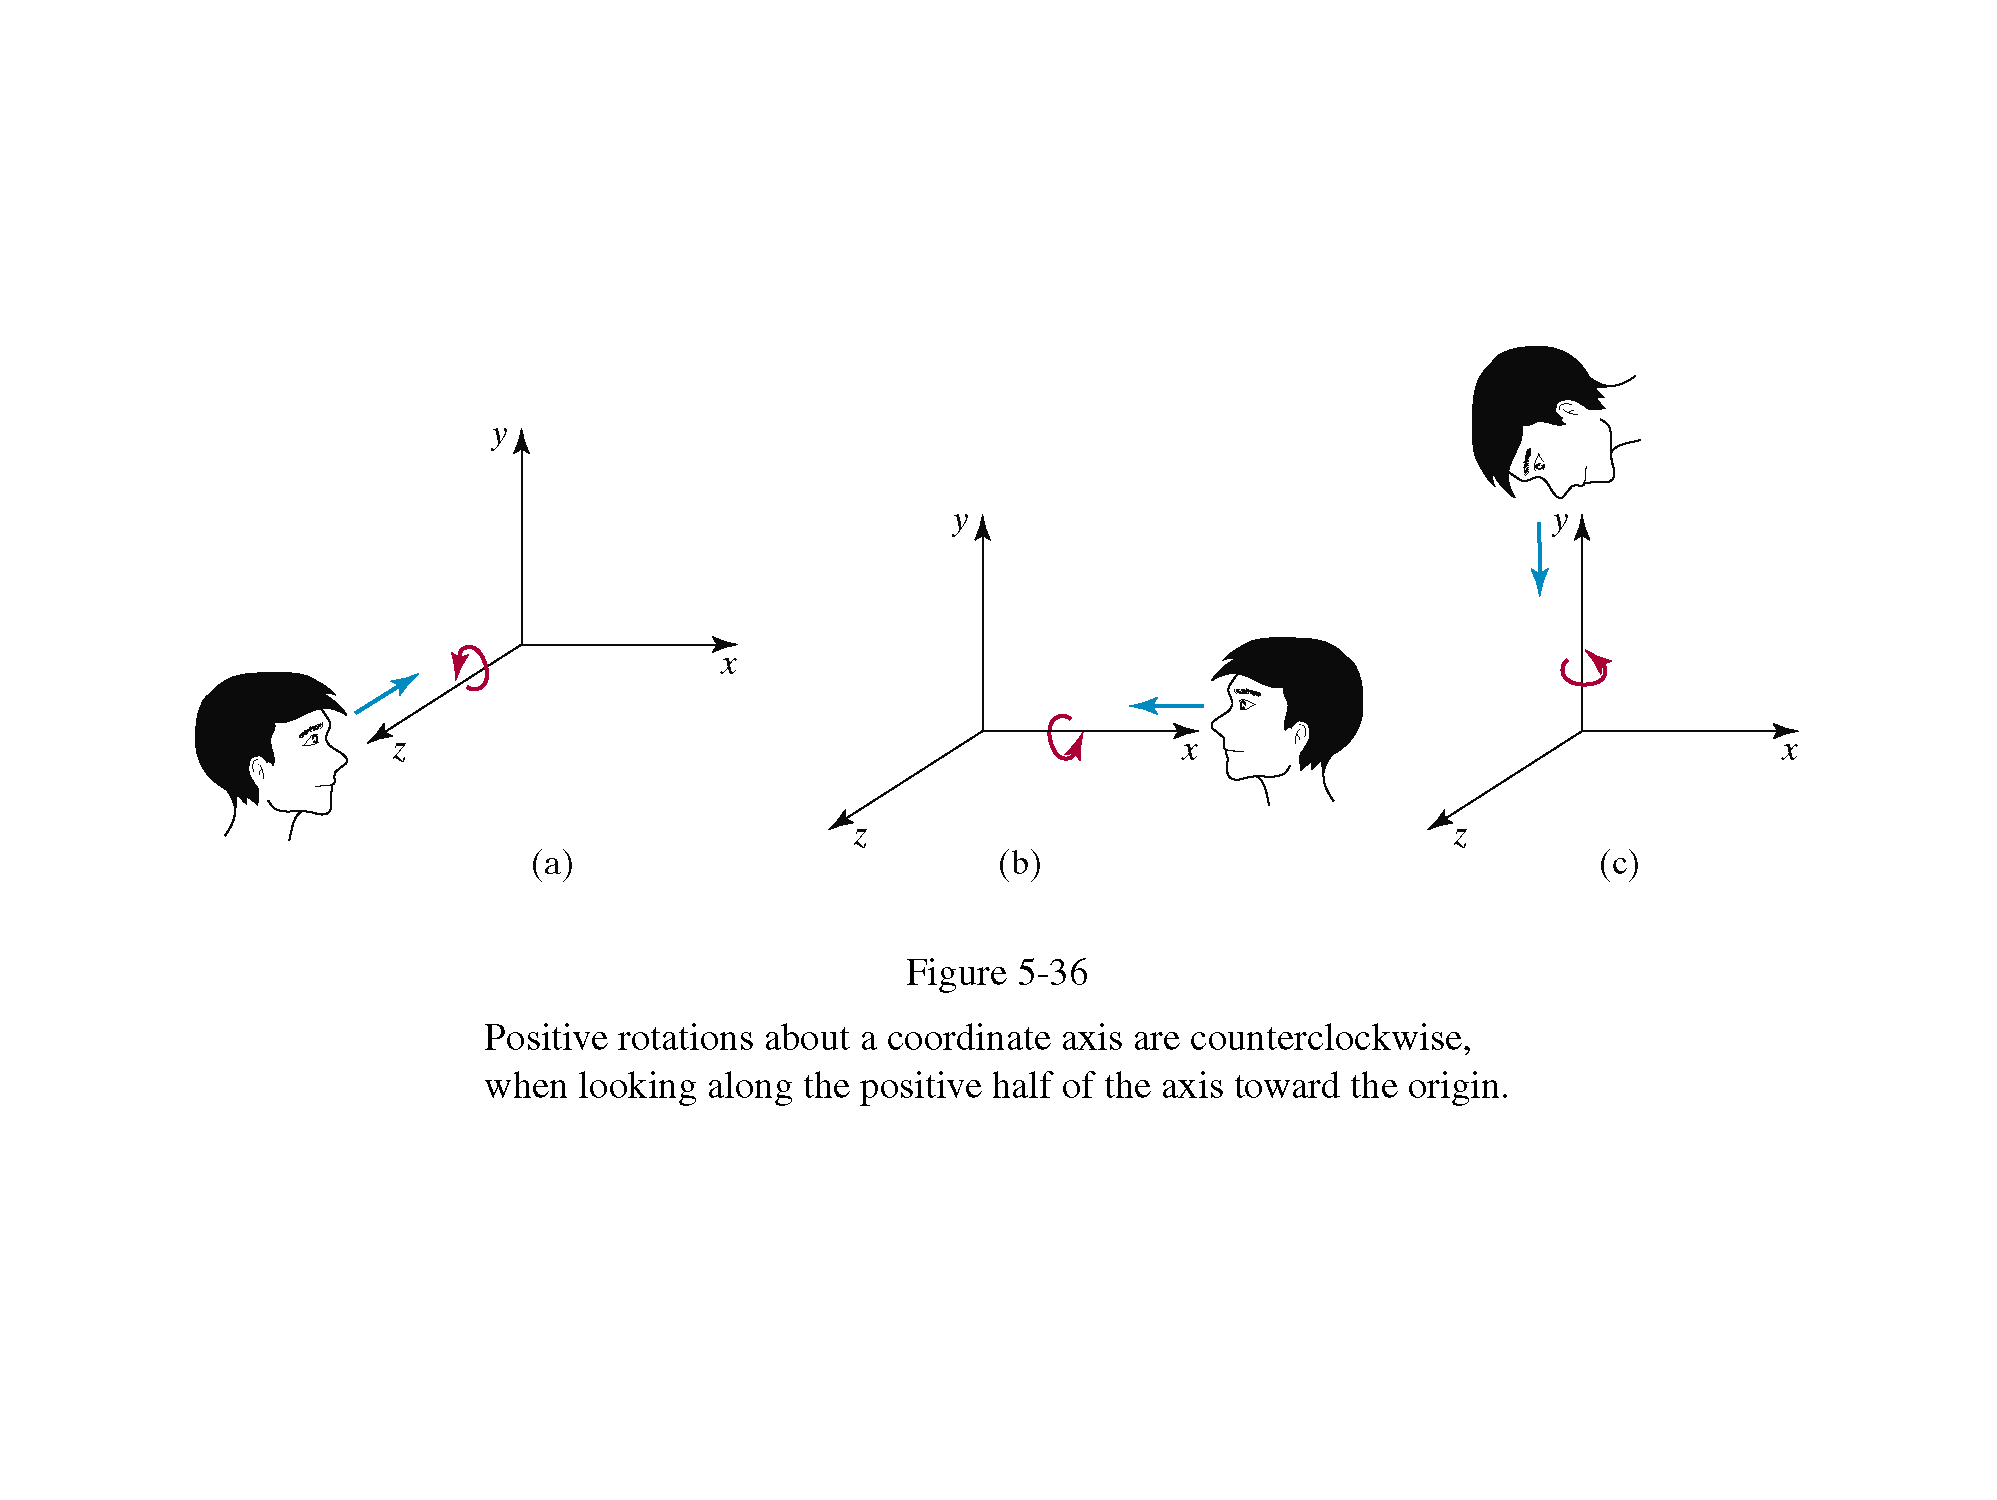 y
x
z
(a)
y
x
z
(b)
y
x
z
(c)
Figure 5-36
Positive rotations about a coordinate axis are counterclockwise,
when looking along the positive half of the axis toward the origin.